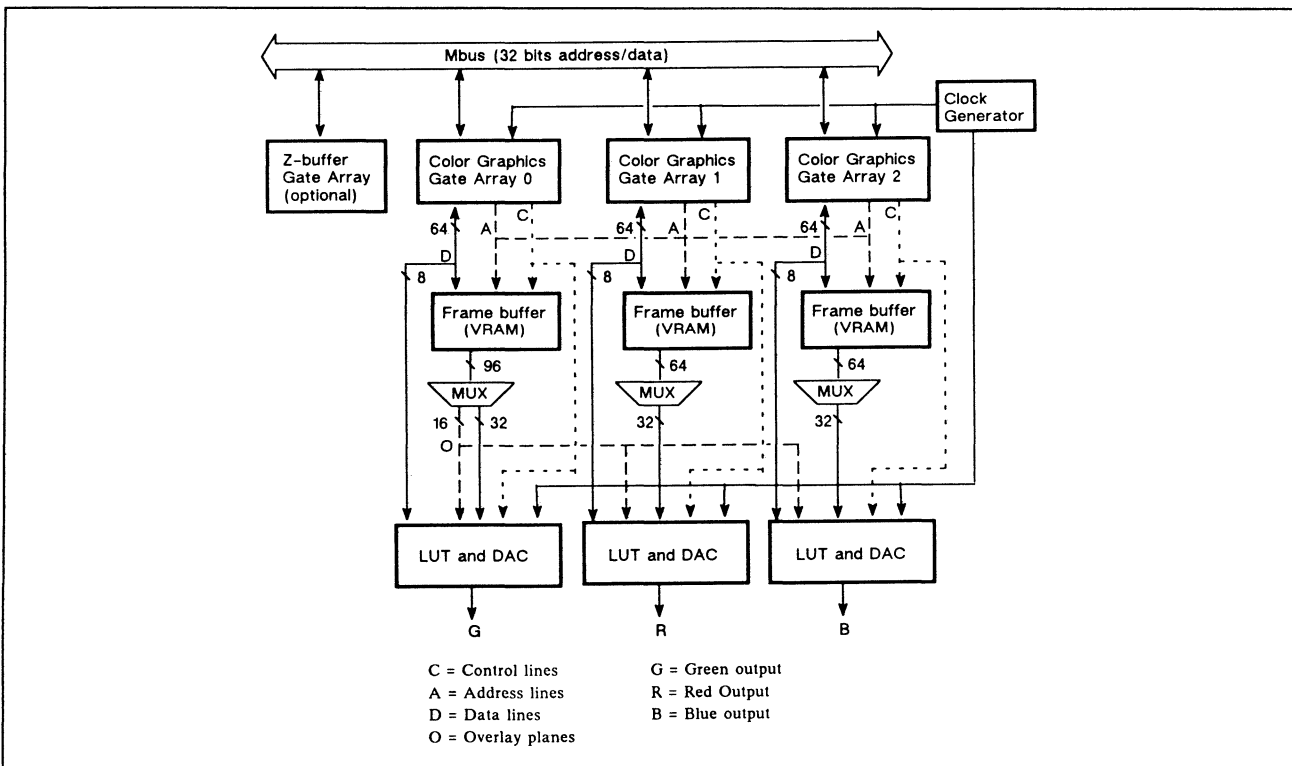 Mbus (32 bits address/data)
Clock
Generator
Z-buffer
Gate Array
(optional)
Color Graphics
Gate Array 0
Color Graphics
Gate Array 1
Color Graphics
Gate Array 2
64
A
C
64
A
C
64
A
C
D
D
D
8
8
8
Frame buffer
(VRAM)
Frame buffer
(VRAM)
Frame buffer
(VRAM)
96
64
64
MUX
MUX
MUX
16
32
32
32
O
LUT and DAC
LUT and DAC
LUT and DAC
G
R
B
C = Control lines
A = Address lines
D = Data lines
O = Overlay planes
G = Green output
R = Red Output
B = Blue output